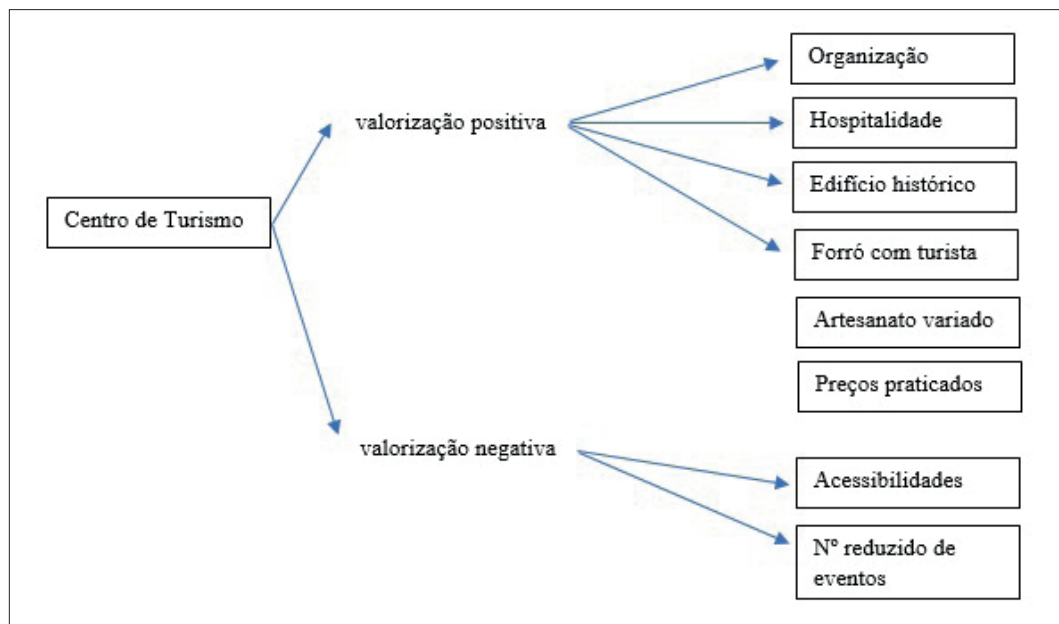 Organização
valorização positiva
Hospitalidade
Edifício histórico
Centro de Turismo
Forró com turista
Artesanato variado
Preços praticados
valorização negativa
Acessibilidades
Nº reduzido de
eventos